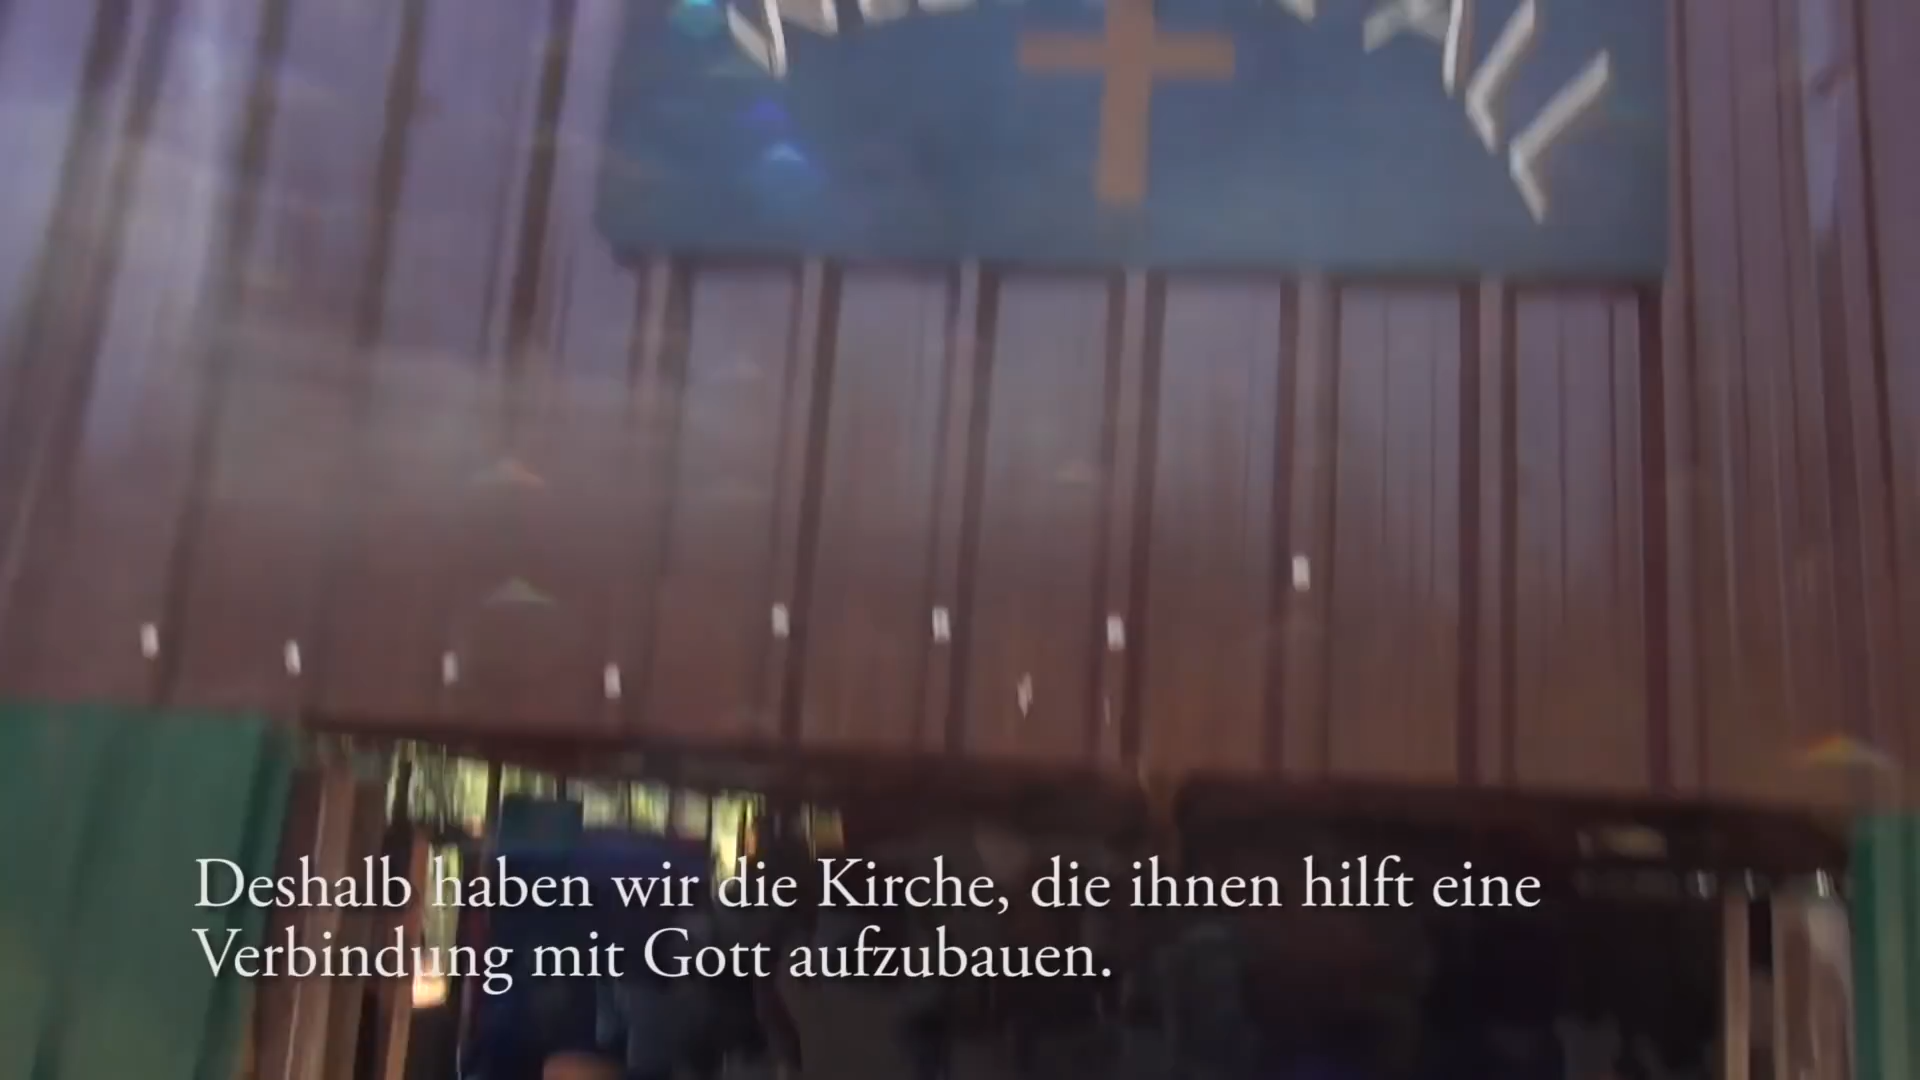 Deshalb haben wir die Kirche, die ihnen hilft eine
Verbindung mit Gott aufzubauen.